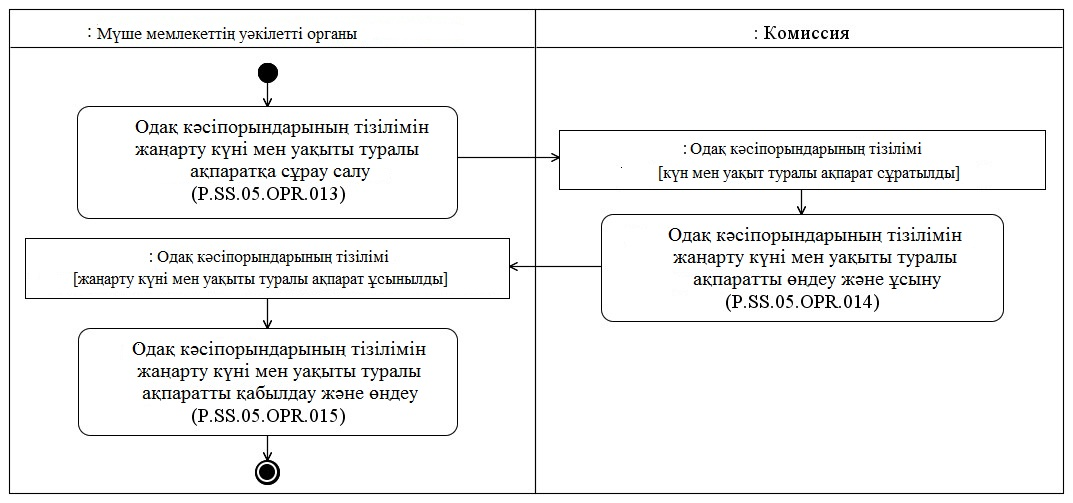 : Мүше мемлекеттің уәкілетті органы
: Комиссия
Одақ кәсіпорындарының тізілімін
жаңарту күні мен уақыты туралы
ақпаратқа сұрау салу
(P.SS.05.OPR.013)
: Одақ кәсіпорындарының тізілімі
[күн мен уақыт туралы ақпарат сұратылды]
Одақ кәсіпорындарының тізілімін
жаңарту күні мен уақыты туралы
ақпаратты өндеу және ұсыну
(P.SS.05.OPR.014)
: Одақ кәсіпорындарының тізілімі
[жаңарту күні мен уақыты туралы ақпарат ұсынылды]
Одақ кәсіпорындарының тізілімін
жаңарту күні мен уақыты туралы
ақпаратты қабылдау және өндеу
(P.SS.05.OPR.015)